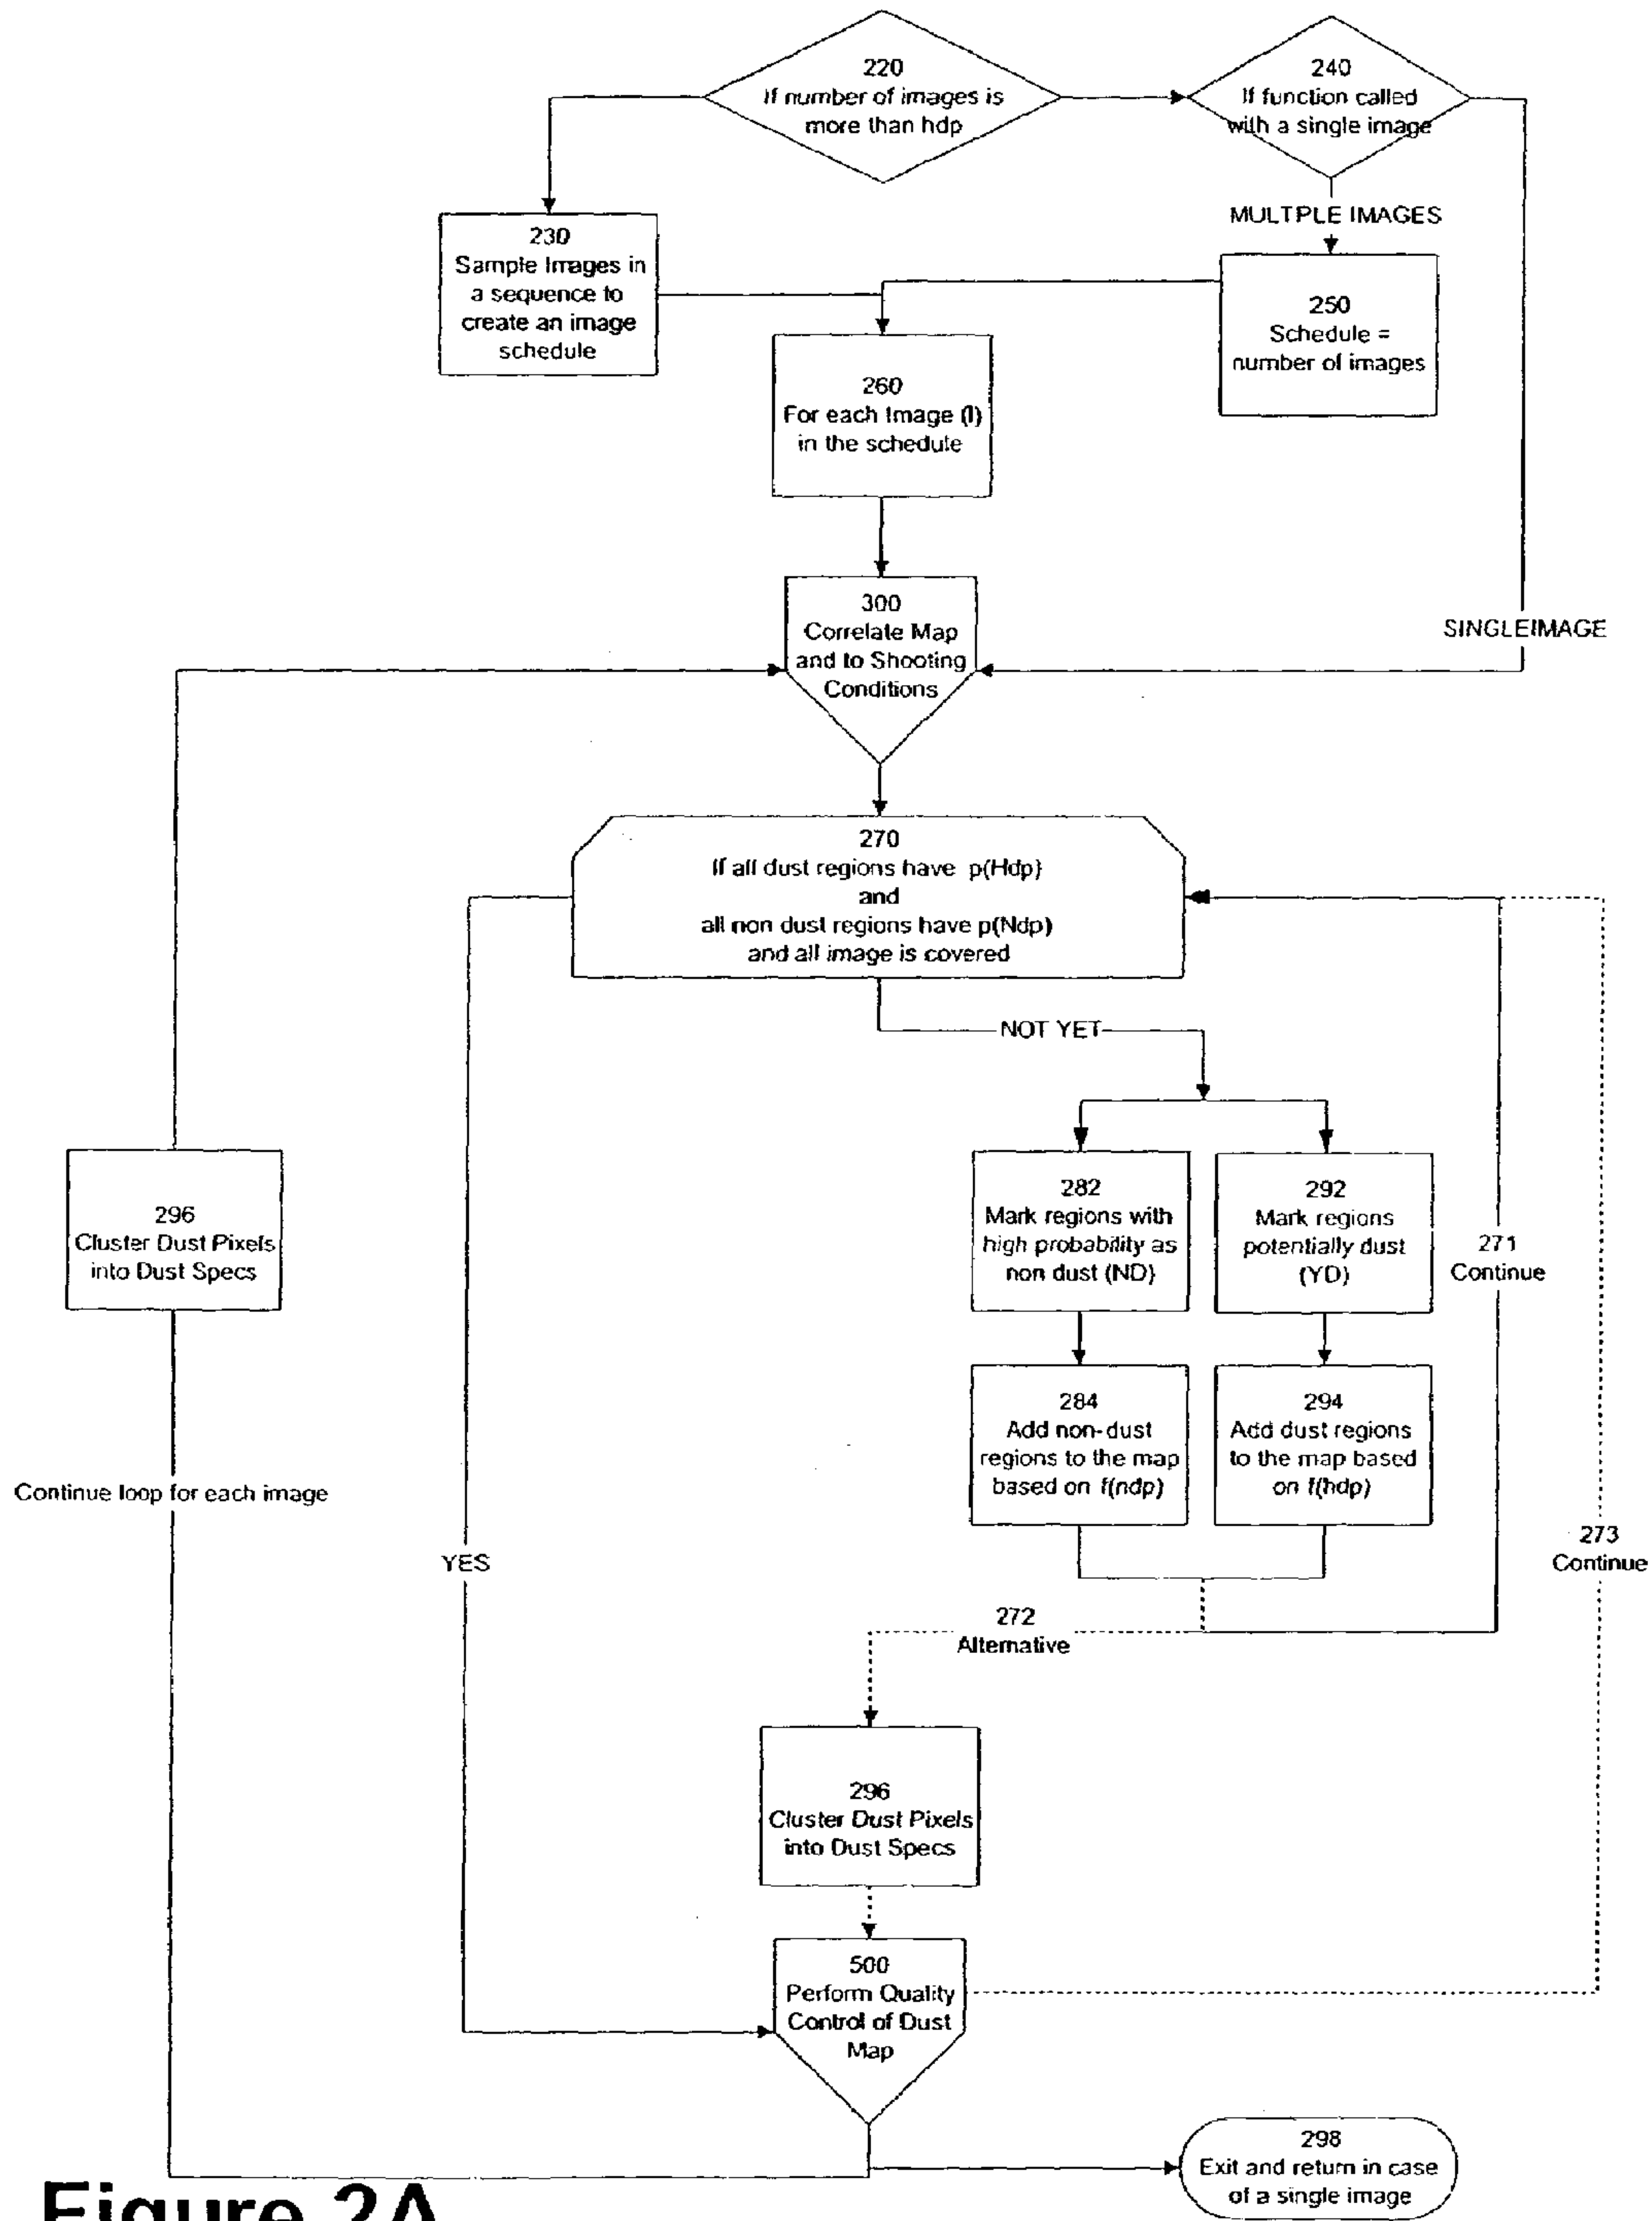 220
If number of images is
more than hdp
240
If function called
with a single image
MULTPLE IMAGES
230
Sample Images in
a sequence to
create an image
schedule
250
Schedule =
number of images
260
For each Image (I)
in the schedule
300
Correlate Map
and to Shooting
Conditions
SINGLEIMAGE
270
If all dust regions have p(Hdp)
and
all non dust regions have p(Ndp)
and all image is covered
NOT YET
282
Mark regions with
high probability as
non dust (ND)
292
Mark regions
potentially dust
(YD)
271
Continue
296
Cluster Dust Pixels
into Dust Specs
284
Add non-dust
regions to the map
based on f(ndp)
294
Add dust regions
to the map based
on f(hdp)
Continue loop for each image
YES
273
Continue
272
Alternative
296
Cluster Dust Pixels
into Dust Specs
500
Perform Quality
Control of Dust
Map
298
Exit and return in case
of a single image
Figure 2A